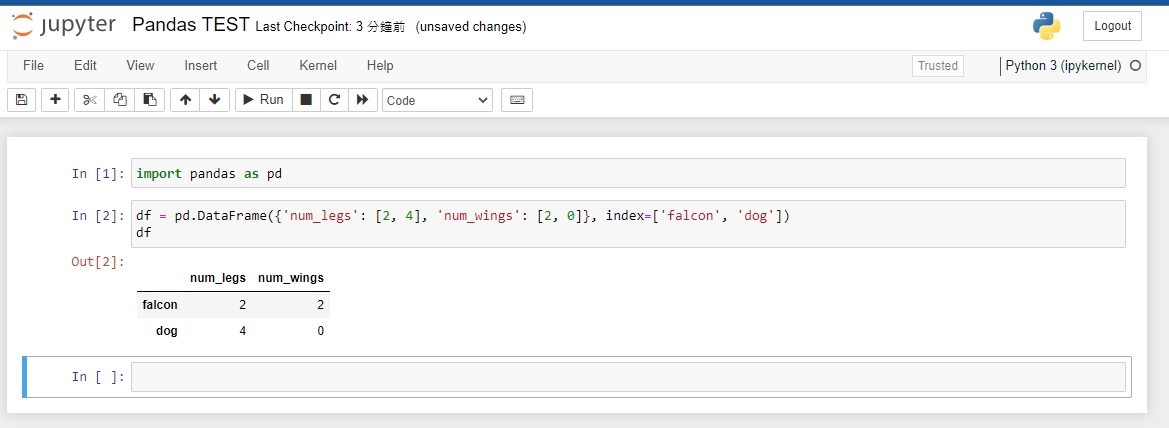 jupyter Pandas TEST Last Checkpoint: 3 分鐘前 (unsaved changes) Logout
File Edit View Insert Cell Kernel Help Trusted Python 3 (ipykernel)
Run Code
In [1]: import pandas as pd
In [2]: df = pd.DataFrame({'num_legs': [2, 4], 'num_wings': [2, 0]}, index=['falcon', 'dog'])
df
Out[2]:
num_legs num_wings
falcon 2 2
dog 4 0
In [ ]: